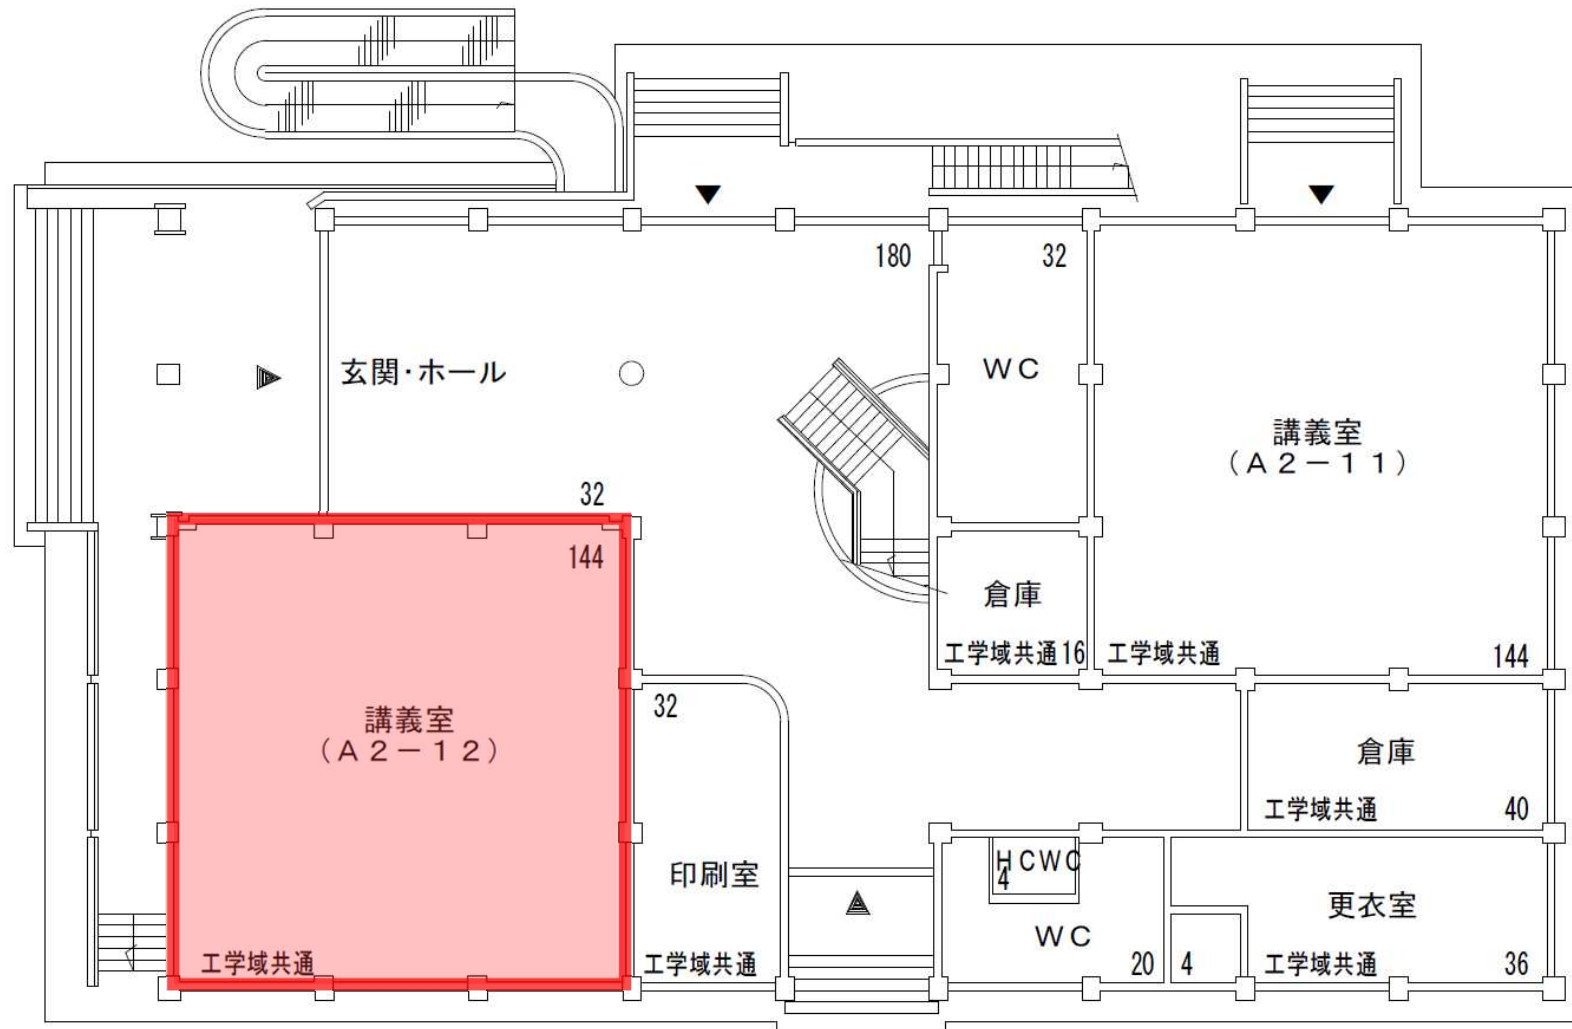 180
32
玄関・ホール
WC
講義室
(A2-11)
32
144
倉庫
工学域共通 16
工学域共通
144
32
講義室
(A2-12)
倉庫
工学域共通
40
HCWC
4
印刷室
更衣室
WC
工学域共通
工学域共通
20
4
工学域共通
36